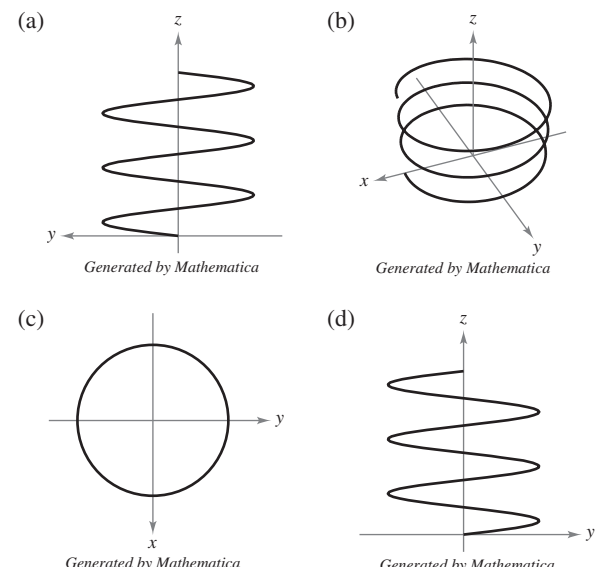 (a)
z
y
Generated by Mathematica
(b)
z
x
y
Generated by Mathematica
(c)
y
x
Generated by Mathematica
(d)
z
y
Generated by Mathematica